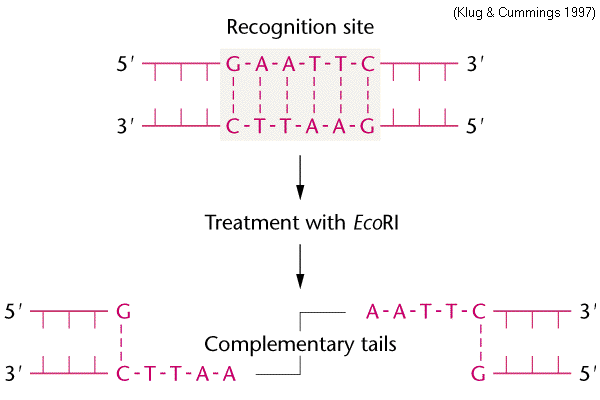 (Klug & Cummings 1997)
Recognition site
5′ G-A-A-T-T-C 3′
3′ C-T-T-A-A-G 5′
Treatment with EcoRI
5′ G A-A-T-T-C 3′
Complementary tails
3′ C-T-T-A-A G 5′